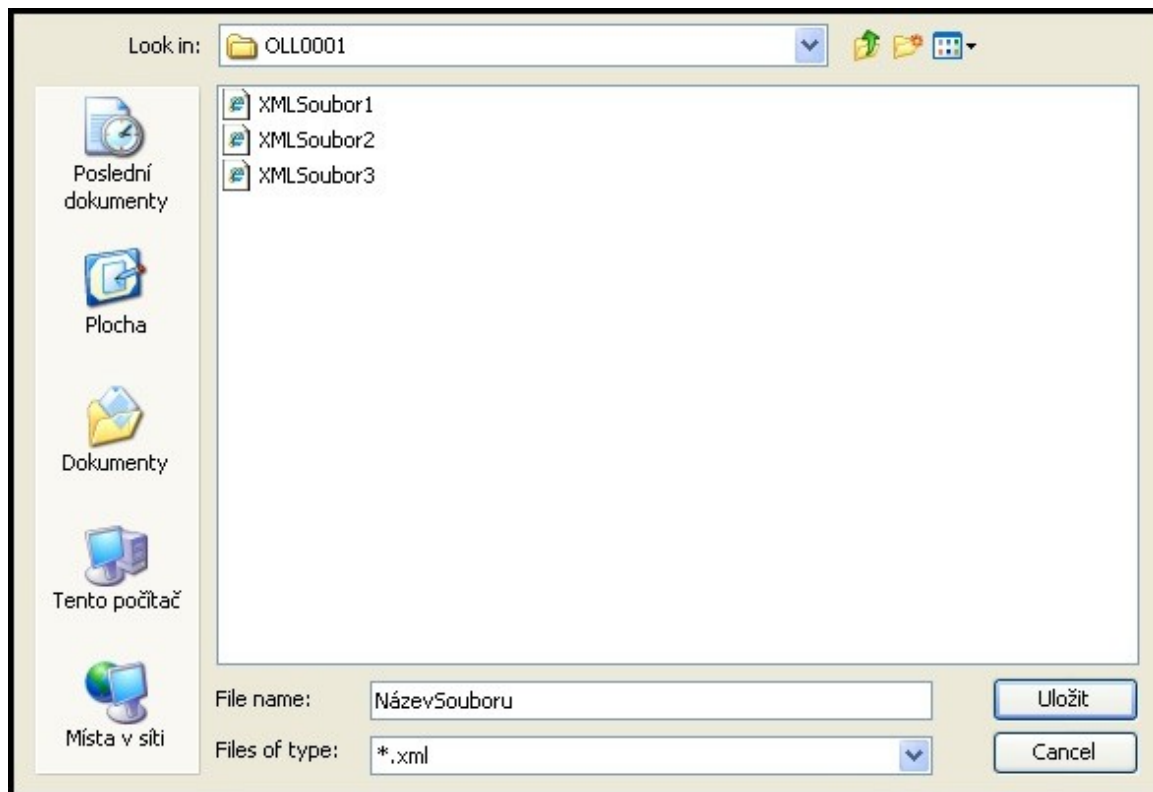 Look in:
OLL0001
XMLSoubor1
XMLSoubor2
XMLSoubor3
Poslední
dokumenty
Plocha
Dokumenty
Tento počítač
Místa v síti
File name:
NázevSouboru
Uložit
Files of type:
*.xml
Cancel